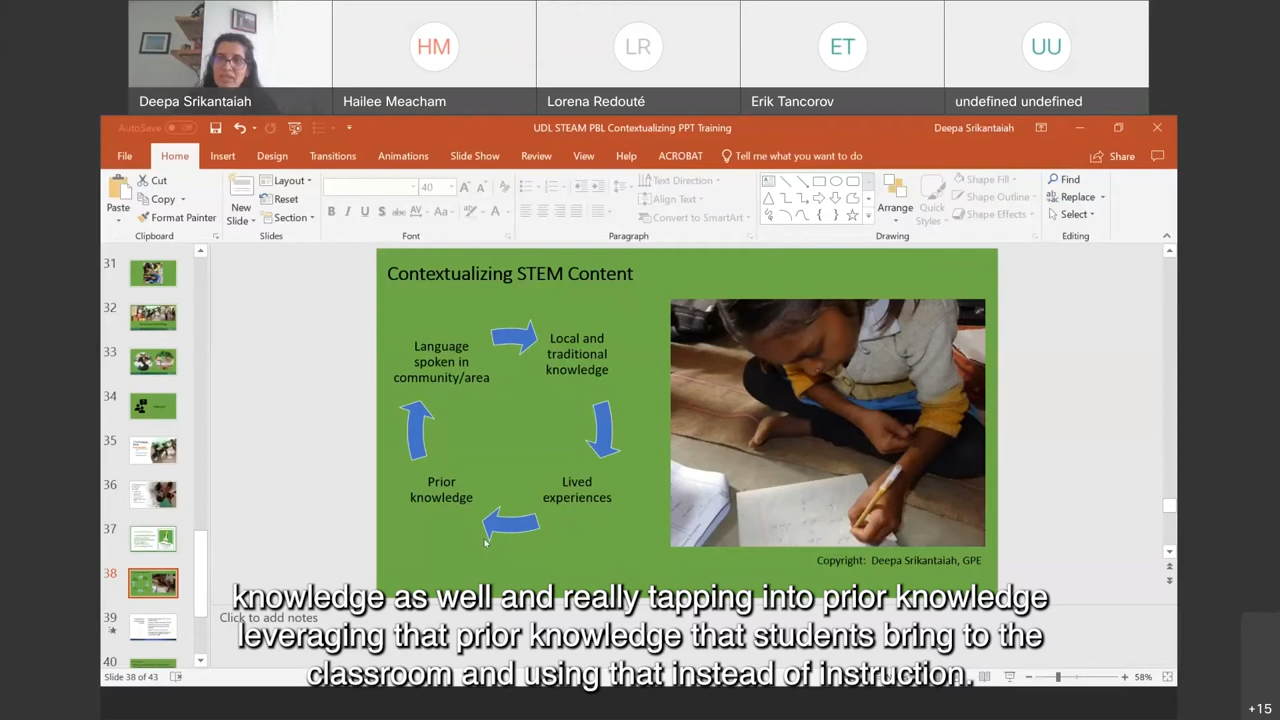 HM
LR
ET
UU
Deepa Srikantaiah
Hailee Meacham
Lorena Redouté
Erik Tancorov
undefined undefined
AutoSave Off
UDL STEAM PBL Contextualizing PPT Training
Deepa Srikantaiah
File Home Insert Design Transitions Animations Slide Show Review View Help ACROBAT Tell me what you want to do Share
Paste
Cut
Copy
Format Painter
Clipboard
New Slide
Layout
Reset
Section
Slides
40
Font
Text Direction
Align Text
Convert to SmartArt
Paragraph
Arrange
Quick Styles
Shape Fill
Shape Outline
Shape Effects
Drawing
Find
Replace
Select
Editing
31
32
33
34
35
36
37
38
39
40
Contextualizing STEM Content
Language
spoken in
community/area
Local and
traditional
knowledge
Prior
knowledge
Lived
experiences
Copyright: Deepa Srikantaiah, GPE
Click to add notes
knowledge as well and really tapping into prior knowledge
leveraging that prior knowledge that students bring to the
classroom and using that instead of instruction.
Slide 38 of 43
58%
+15